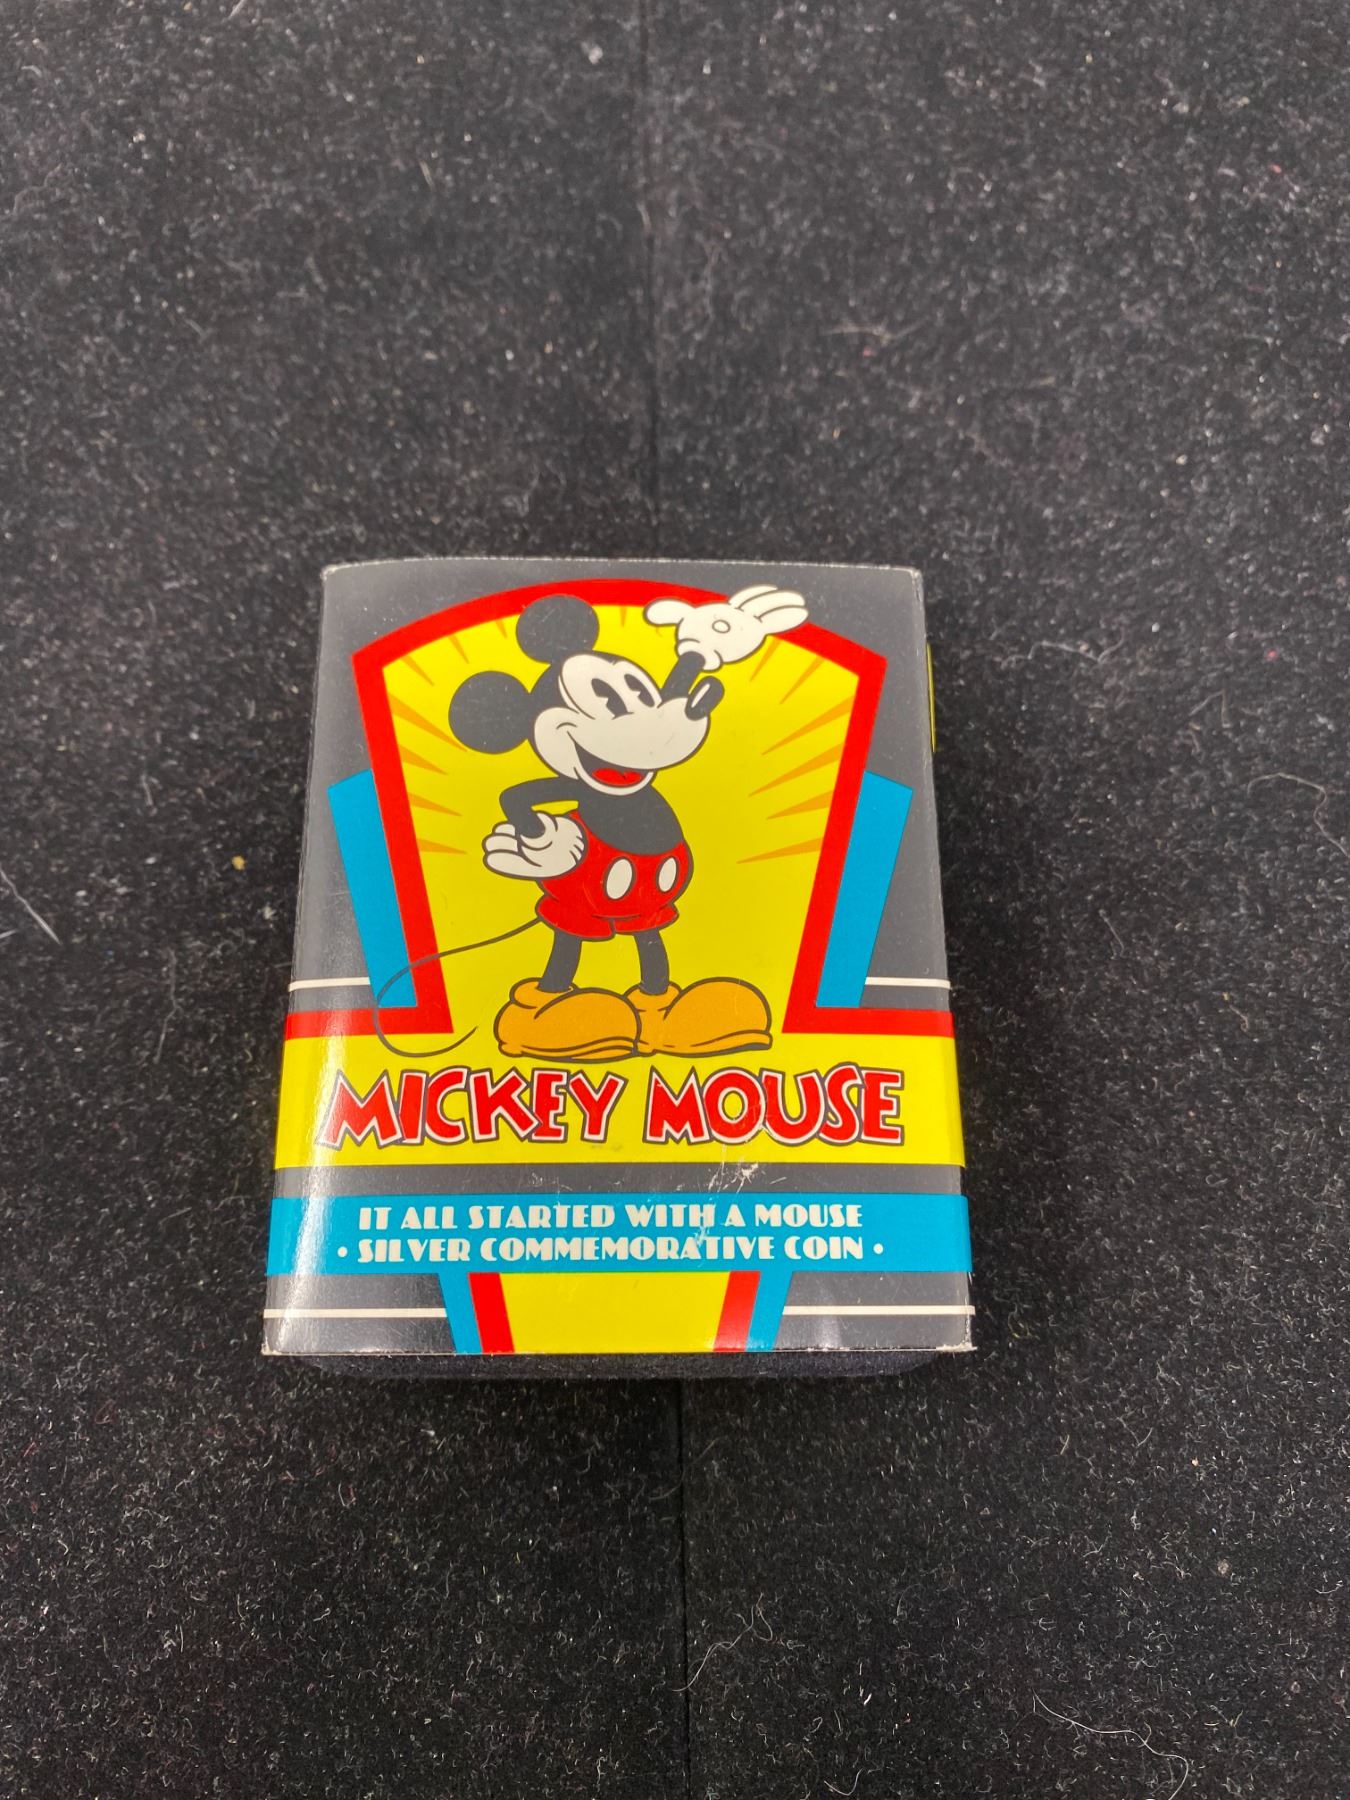 MICKEY MOUSE
IT ALL STARTED WITH A MOUSE
• SILVER COMMEMORATIVE COIN •